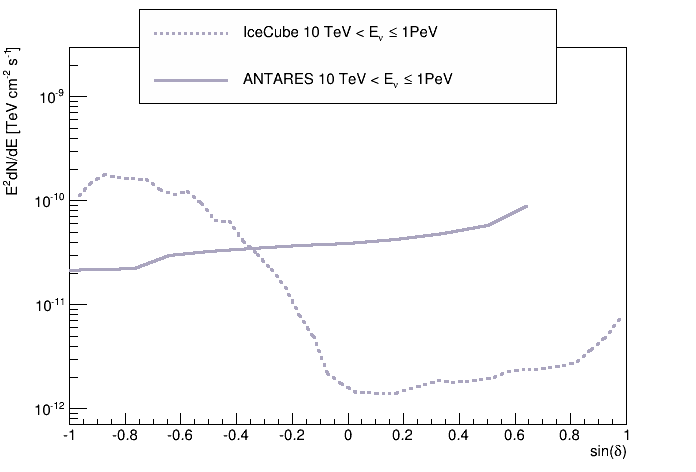 IceCube 10 TeV < Eν ≤ 1PeV
ANTARES 10 TeV < Eν ≤ 1PeV
E²dN/dE [TeV cm⁻² s⁻¹]
10⁻⁹
10⁻¹⁰
10⁻¹¹
10⁻¹²
-1 -0.8 -0.6 -0.4 -0.2 0 0.2 0.4 0.6 0.8 1
sin(δ)